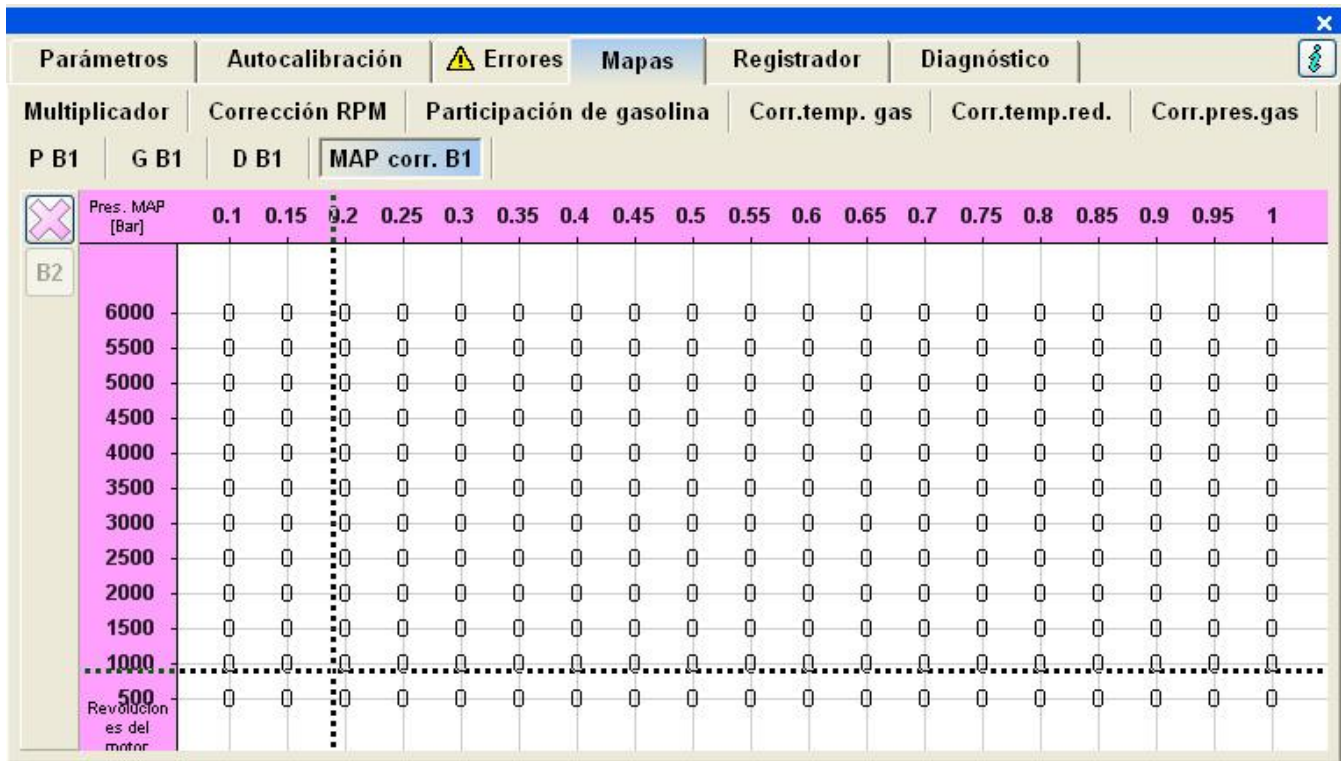 Parámetros Autocalibración Errores Mapas Registrador Diagnóstico
Multiplicador Corrección RPM Participación de gasolina Corr.temp. gas Corr.temp.red. Corr.pres.gas
P B1 G B1 D B1 MAP corr. B1
Pres. MAP
[Bar] 0.1 0.15 0.2 0.25 0.3 0.35 0.4 0.45 0.5 0.55 0.6 0.65 0.7 0.75 0.8 0.85 0.9 0.95 1
B2
6000 0 0 0 0 0 0 0 0 0 0 0 0 0 0 0 0 0 0 0
5500 0 0 0 0 0 0 0 0 0 0 0 0 0 0 0 0 0 0 0
5000 0 0 0 0 0 0 0 0 0 0 0 0 0 0 0 0 0 0 0
4500 0 0 0 0 0 0 0 0 0 0 0 0 0 0 0 0 0 0 0
4000 0 0 0 0 0 0 0 0 0 0 0 0 0 0 0 0 0 0 0
3500 0 0 0 0 0 0 0 0 0 0 0 0 0 0 0 0 0 0 0
3000 0 0 0 0 0 0 0 0 0 0 0 0 0 0 0 0 0 0 0
2500 0 0 0 0 0 0 0 0 0 0 0 0 0 0 0 0 0 0 0
2000 0 0 0 0 0 0 0 0 0 0 0 0 0 0 0 0 0 0 0
1500 0 0 0 0 0 0 0 0 0 0 0 0 0 0 0 0 0 0 0
1000 0 0 0 0 0 0 0 0 0 0 0 0 0 0 0 0 0 0 0
500 0 0 0 0 0 0 0 0 0 0 0 0 0 0 0 0 0 0 0
Revolucion
es del
motor